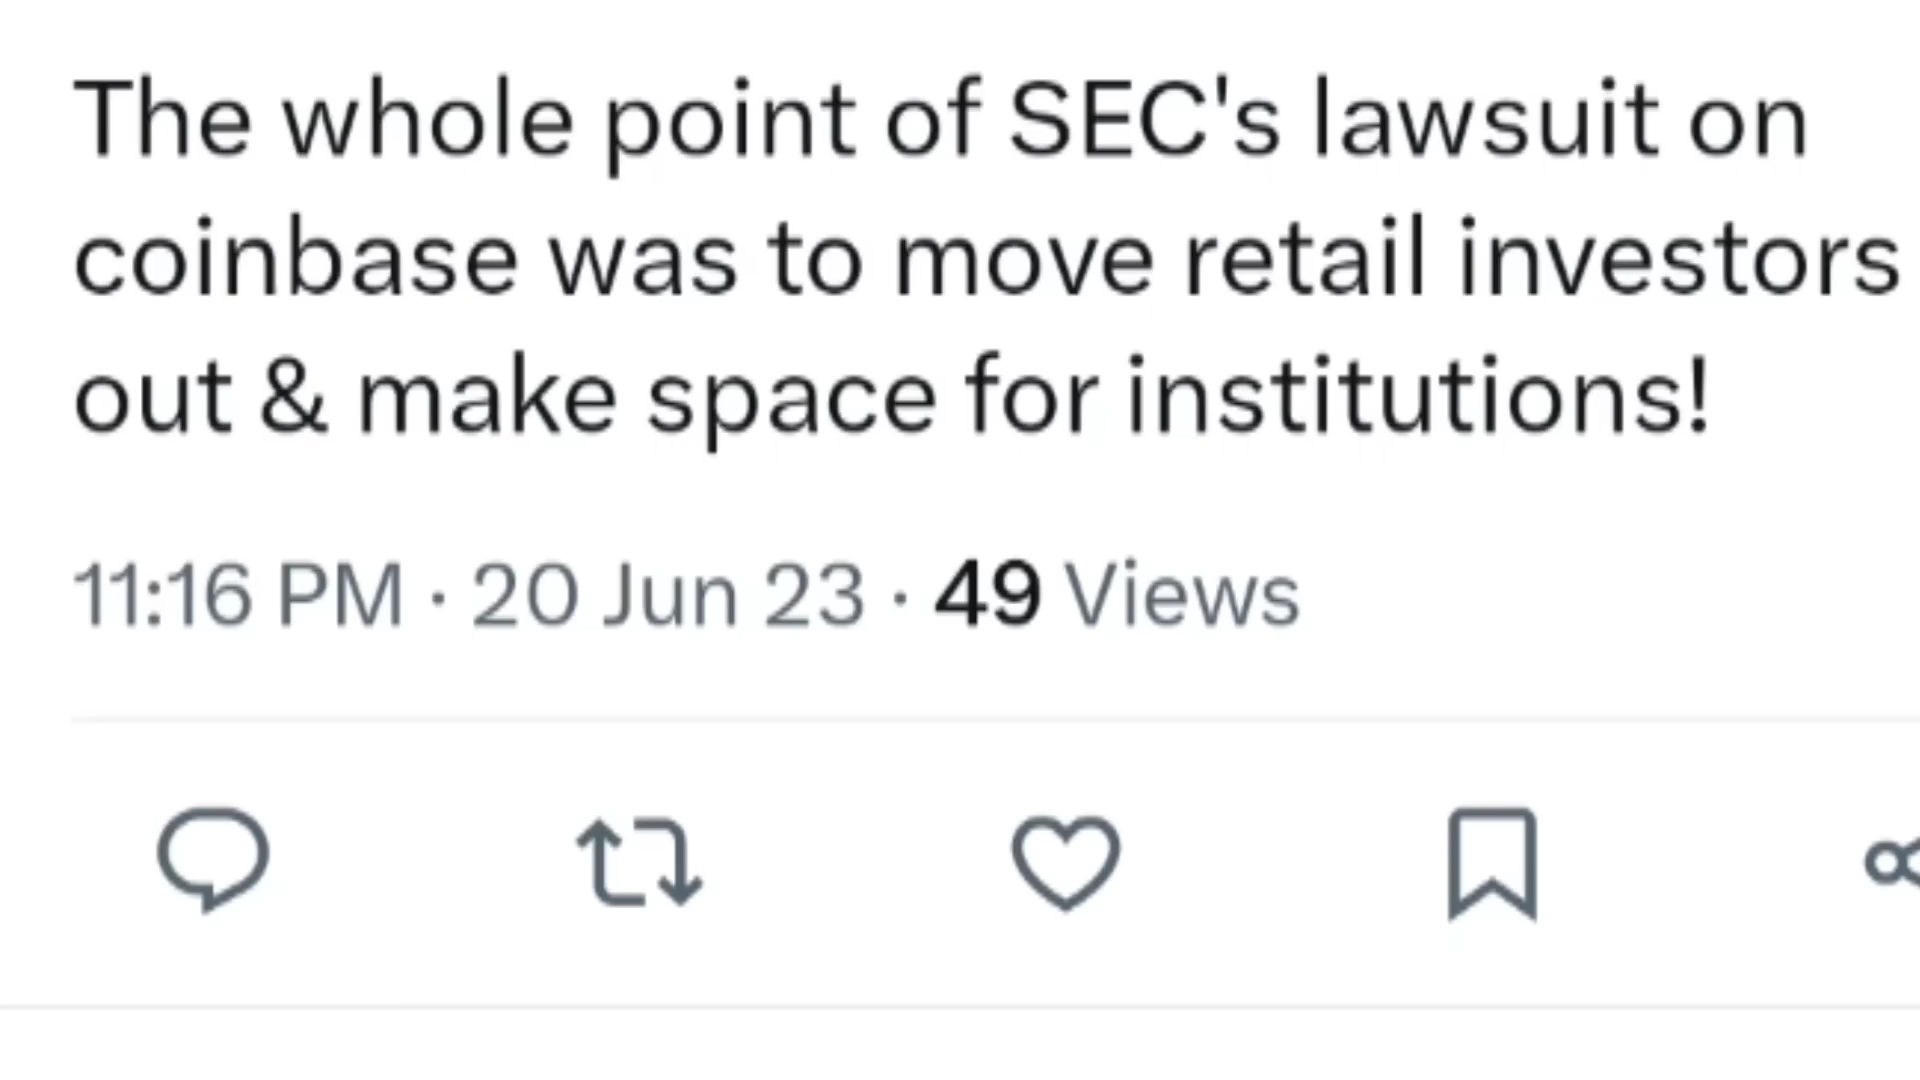 The whole point of SEC's lawsuit on
coinbase was to move retail investors
out & make space for institutions!
11:16 PM · 20 Jun 23 · 49 Views